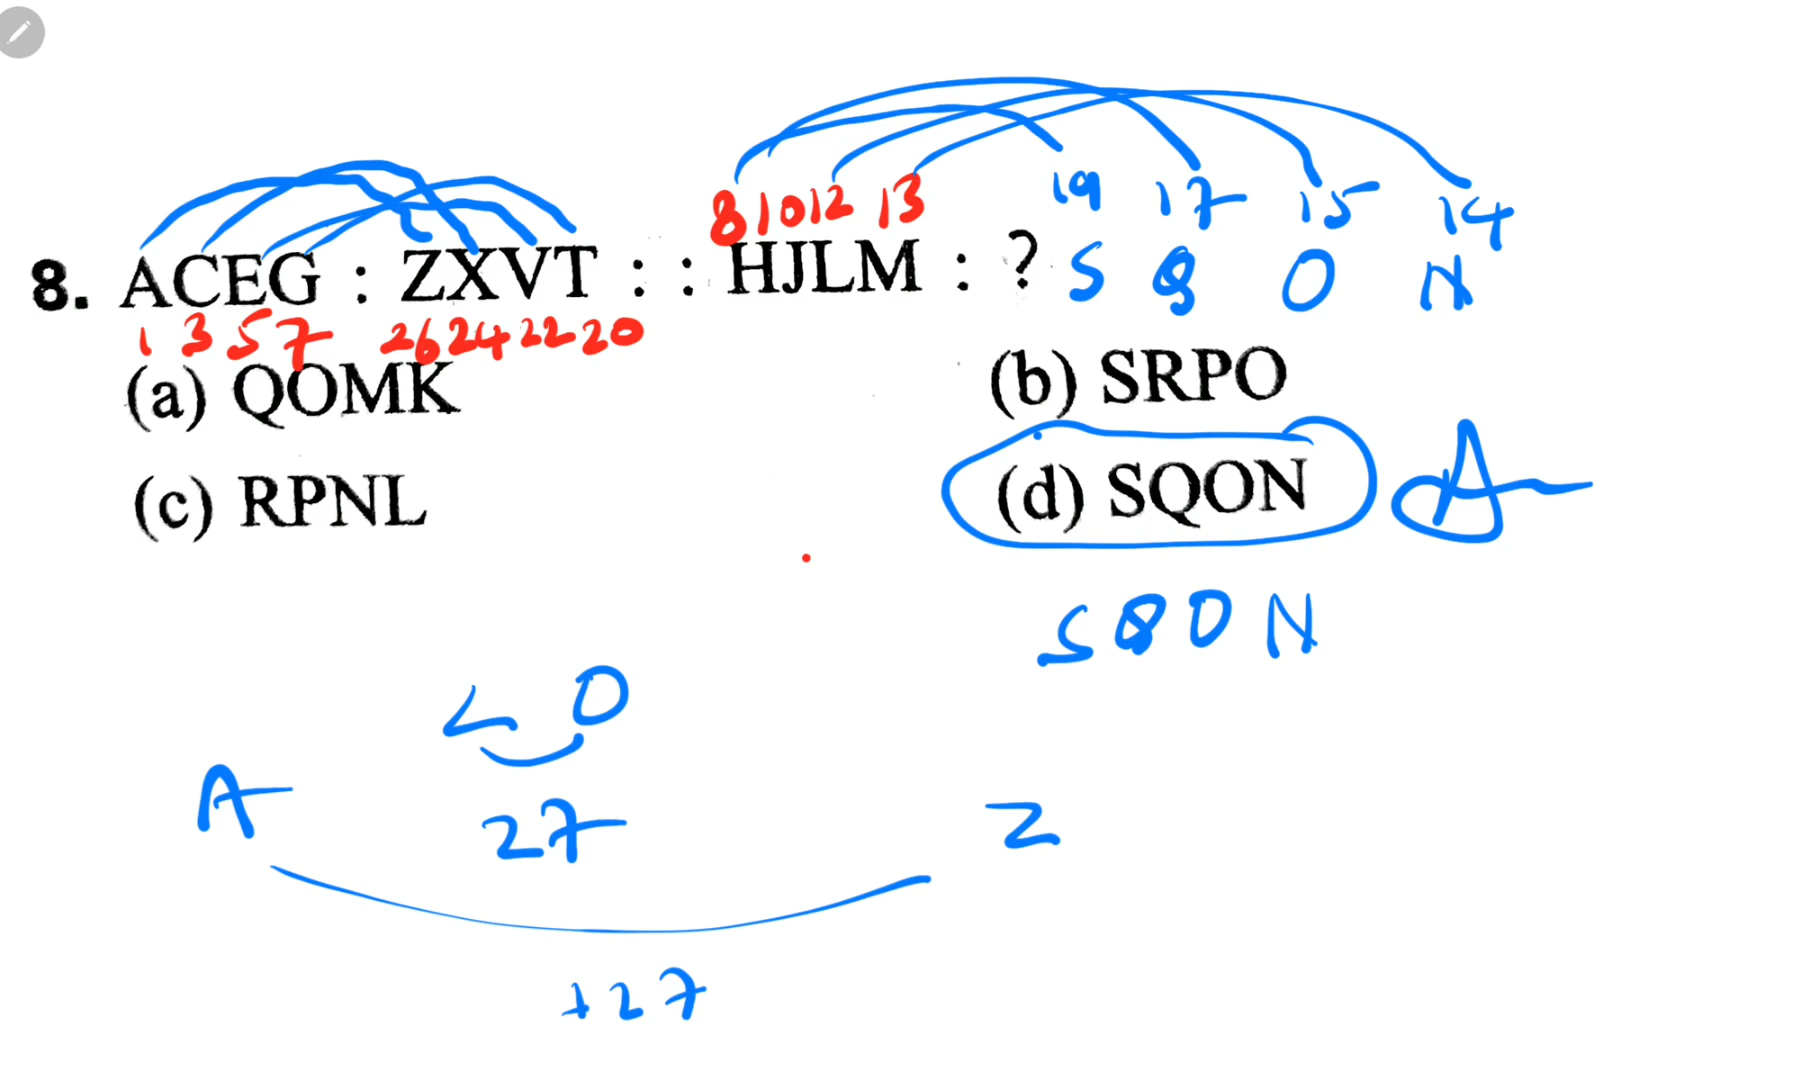 8 10 12 13 19 17 15 14
8. ACEG : ZXVT : : HJLM : ? S Q O N
1 3 5 7 26 24 22 20
(a) QOMK (b) SRPO
(c) RPNL (d) SQON A
S Q O N
L O
A 27 Z
+27